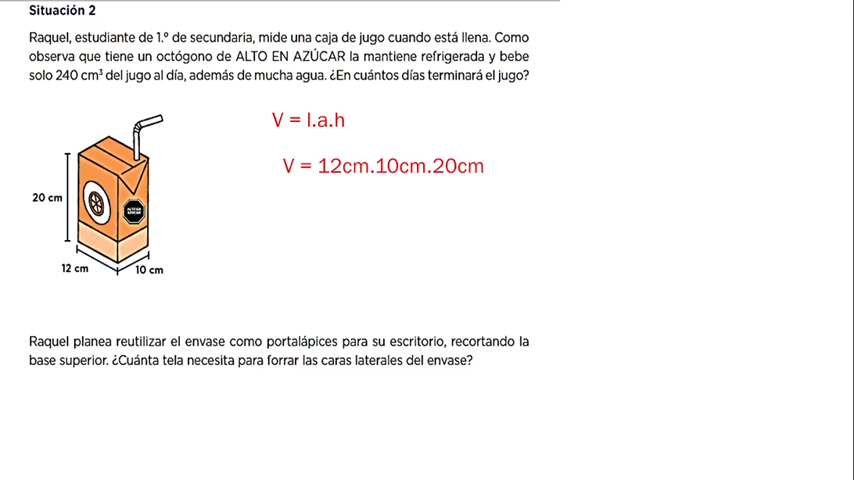 Situación 2
Raquel, estudiante de 1.º de secundaria, mide una caja de jugo cuando está llena. Como
observa que tiene un octógono de ALTO EN AZÚCAR la mantiene refrigerada y bebe
solo 240 cm³ del jugo al día, además de mucha agua. ¿En cuántos días terminará el jugo?
V = l.a.h
V = 12cm.10cm.20cm
20 cm
ALTO EN
AZÚCAR
12 cm
10 cm
Raquel planea reutilizar el envase como portalápices para su escritorio, recortando la
base superior. ¿Cuánta tela necesita para forrar las caras laterales del envase?